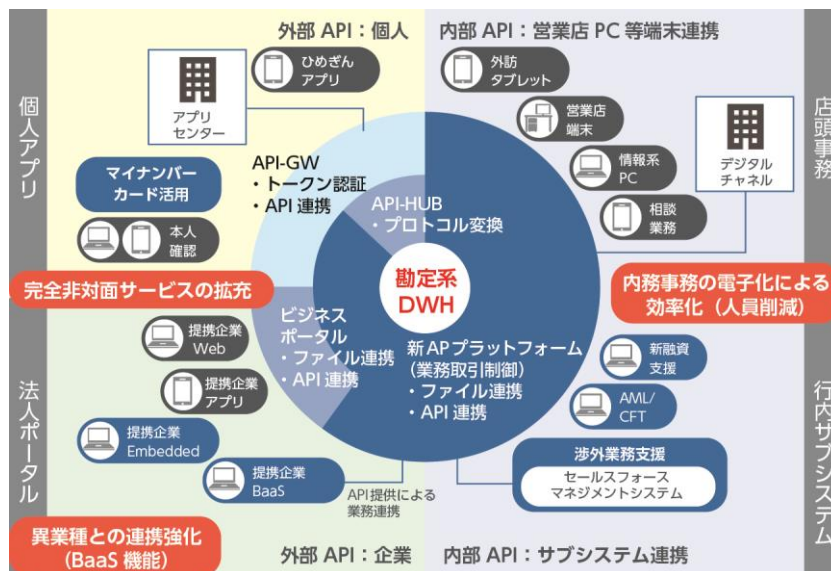 外部 API：個人
内部 API：営業店 PC 等端末連携
個人アプリ
店頭事務
ひめぎん
アプリ
アプリ
センター
外訪
タブレット
営業店
端末
情報系
PC
相談
業務
デジタル
チャネル
マイナンバー
カード活用
本人
確認
API-GW
・トークン認証
・API 連携
API-HUB
・プロトコル変換
勘定系
DWH
完全非対面サービスの拡充
内務事務の電子化による
効率化（人員削減）
ビジネス
ポータル
・ファイル連携
・API 連携
新 AP プラットフォーム
（業務取引制御）
・ファイル連携
・API 連携
提携企業
Web
提携企業
アプリ
提携企業
Embedded
提携企業
BaaS
新融資
支援
AML/
CFT
渉外業務支援
セールスフォース
マネジメントシステム
法人ポータル
行内サブシステム
API 提供による
業務連携
異業種との連携強化
（BaaS 機能）
外部 API：企業
内部 API：サブシステム連携